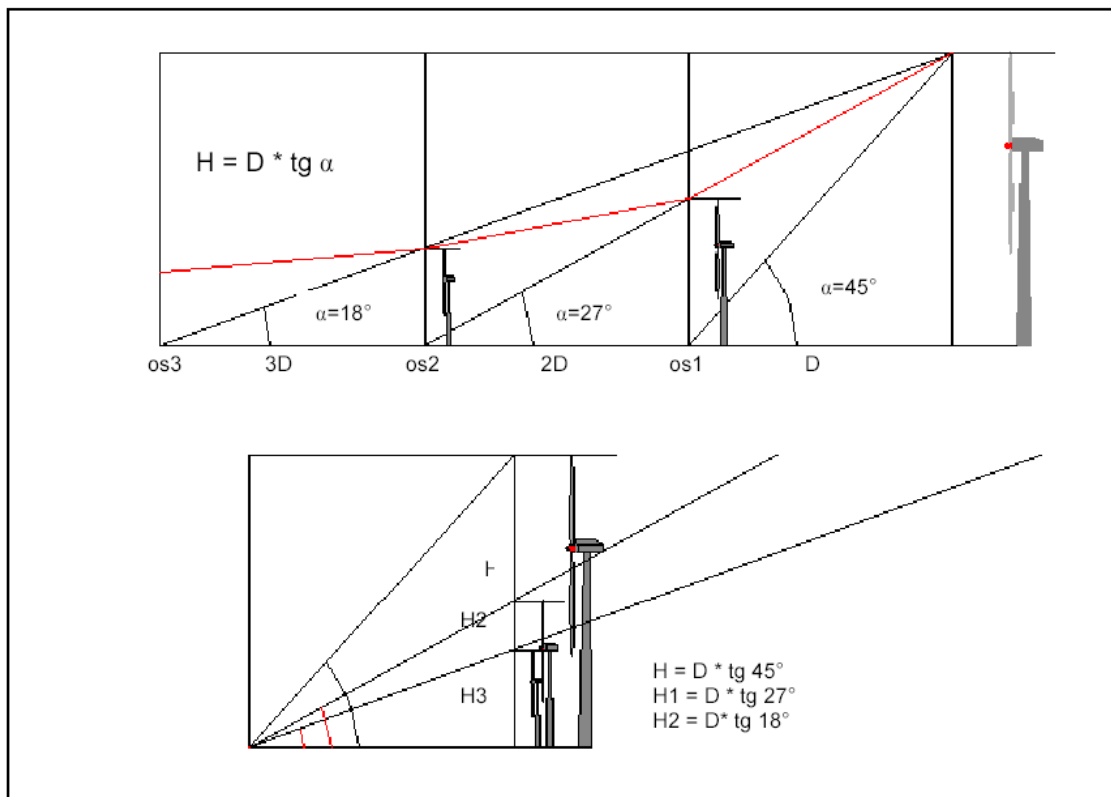 H = D * tg α
α=18°
α=27°
α=45°
os3
3D
os2
2D
os1
D
H2
H3
H = D * tg 45°
H1 = D * tg 27°
H2 = D* tg 18°